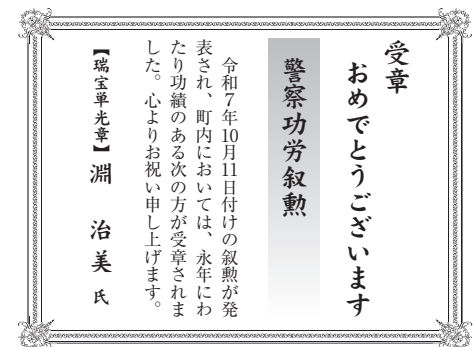 受章
おめでとうございます
警察功労叙勲
令和７年10月11日付けの叙勲が発
表され、町内においては、永年にわ
たり功績のある次の方が受章されま
した。心よりお祝い申し上げます。
【瑞宝単光章】淵　治美 氏